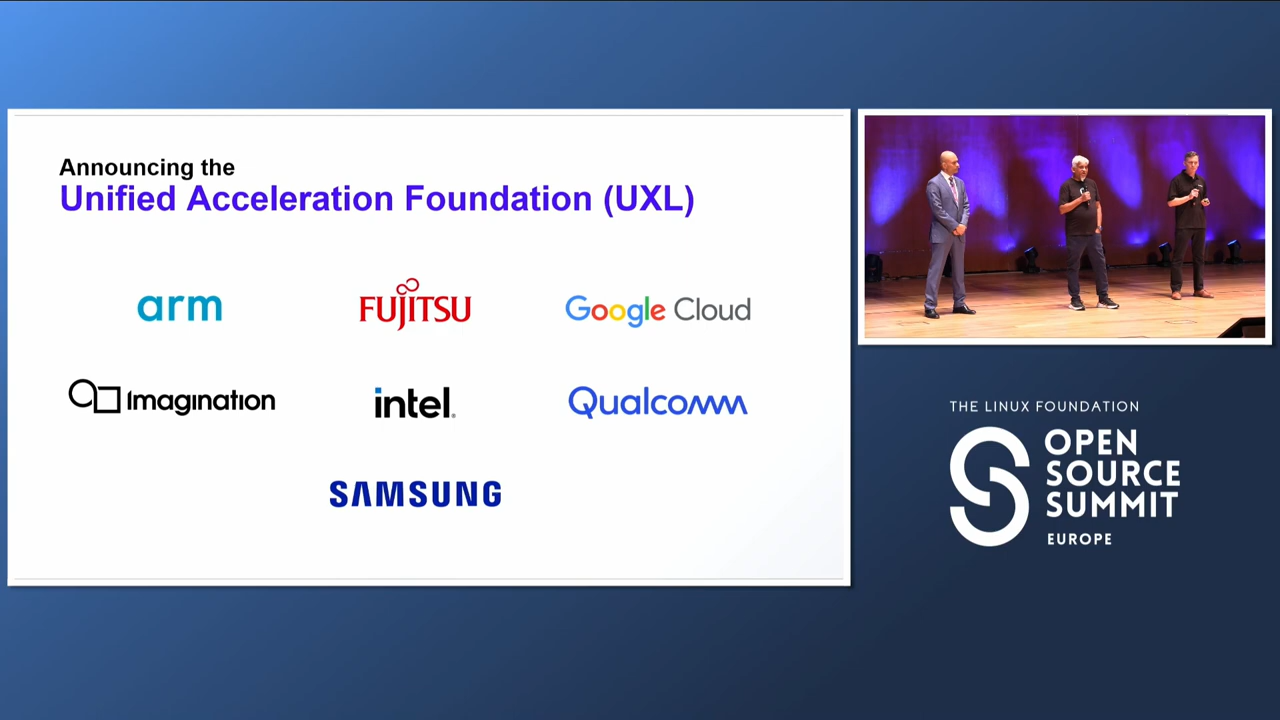 Announcing the
Unified Acceleration Foundation (UXL)
arm
FUJITSU
Google Cloud
Imagination
intel.
Qualcomm
SAMSUNG
THE LINUX FOUNDATION
OPEN
SOURCE
SUMMIT
EUROPE